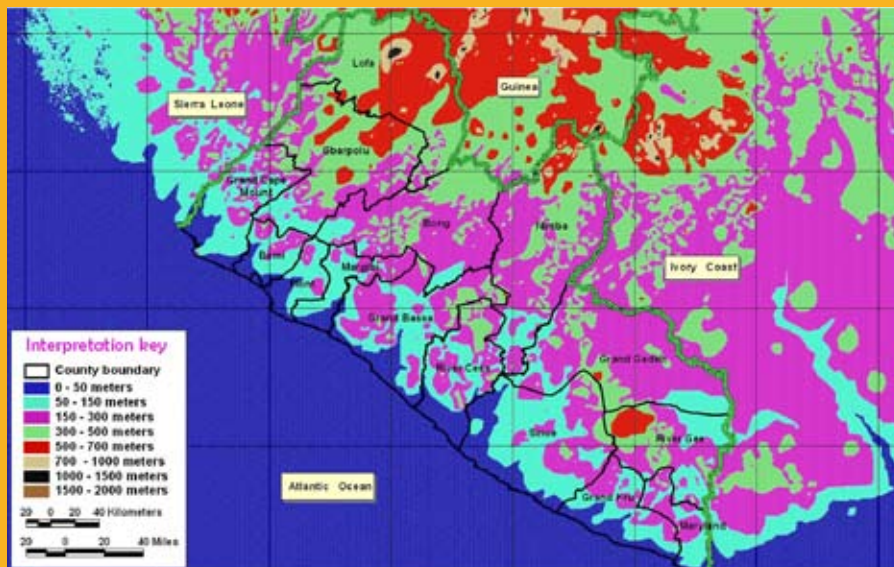 Lofa
Guinea
Sierra Leone
Gbarpolu
Grand Cape
Mount
Bong
Nimba
Bomi
Margibi
Ivory Coast
Grand Bassa
Grand Gedeh
River Cess
Sinoe
River Gee
Grand Kru
Maryland
Atlantic Ocean
Interpretation key
County boundary
0 - 50 meters
50 - 150 meters
150 - 300 meters
300 - 500 meters
500 - 700 meters
700 - 1000 meters
1000 - 1500 meters
1500 - 2000 meters
20 0 20 40 Kilometers
20 0 20 40 Miles